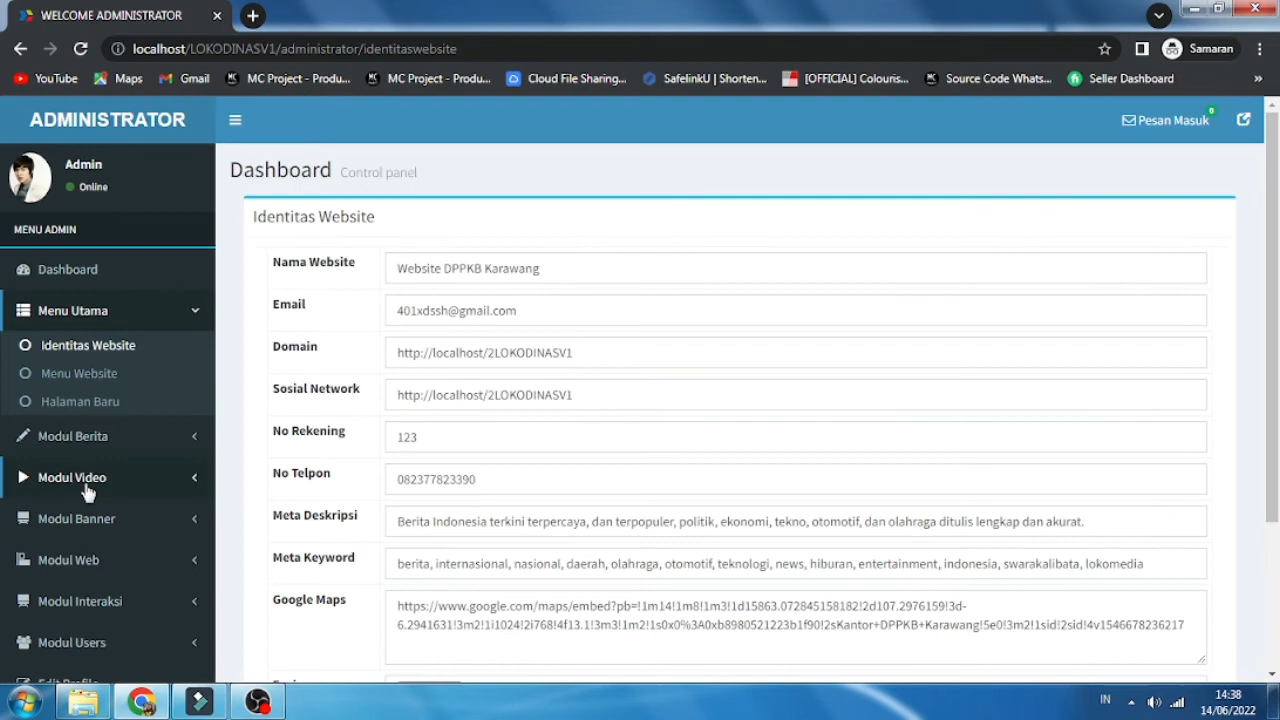 WELCOME ADMINISTRATOR
localhost/LOKODINASV1/administrator/identitaswebsite
Samaran
YouTube
Maps
Gmail
MC Project - Produ...
MC Project - Produ...
Cloud File Sharing...
SafelinkU | Shorten...
[OFFICIAL] Colouris...
Source Code Whats...
Seller Dashboard
»
ADMINISTRATOR
Pesan Masuk
0
Admin
Online
Dashboard Control panel
MENU ADMIN
Dashboard
Menu Utama
Identitas Website
Menu Website
Halaman Baru
Modul Berita
Modul Video
Modul Banner
Modul Web
Modul Interaksi
Modul Users
Edit Profile
Identitas Website
Nama Website
Website DPPKB Karawang
Email
401xdssh@gmail.com
Domain
http://localhost/2LOKODINASV1
Sosial Network
http://localhost/2LOKODINASV1
No Rekening
123
No Telpon
082377823390
Meta Deskripsi
Berita Indonesia terkini terpercaya, dan terpopuler, politik, ekonomi, tekno, otomotif, dan olahraga ditulis lengkap dan akurat.
Meta Keyword
berita, internasional, nasional, daerah, olahraga, otomotif, teknologi, news, hiburan, entertainment, indonesia, swarakalibata, lokomedia
Google Maps
https://www.google.com/maps/embed?pb=!1m14!1m8!1m3!1d15863.072845158182!2d107.2976159!3d-
6.2941631!3m2!1i1024!2i768!4f13.1!3m3!1m2!1s0x0%3A0xb8980521223b1f90!2sKantor+DPPKB+Karawang!5e0!3m2!1sid!2sid!4v1546678236217
IN
14:38
14/06/2022